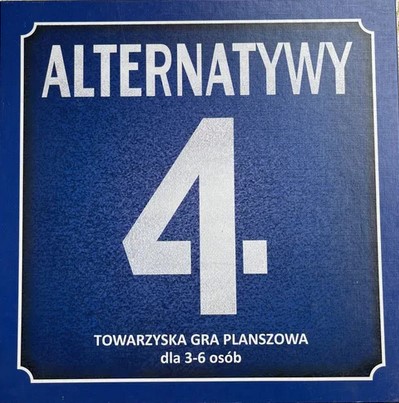 ALTERNATYWY
4.
TOWARZYSKA GRA PLANSZOWA
dla 3-6 osób